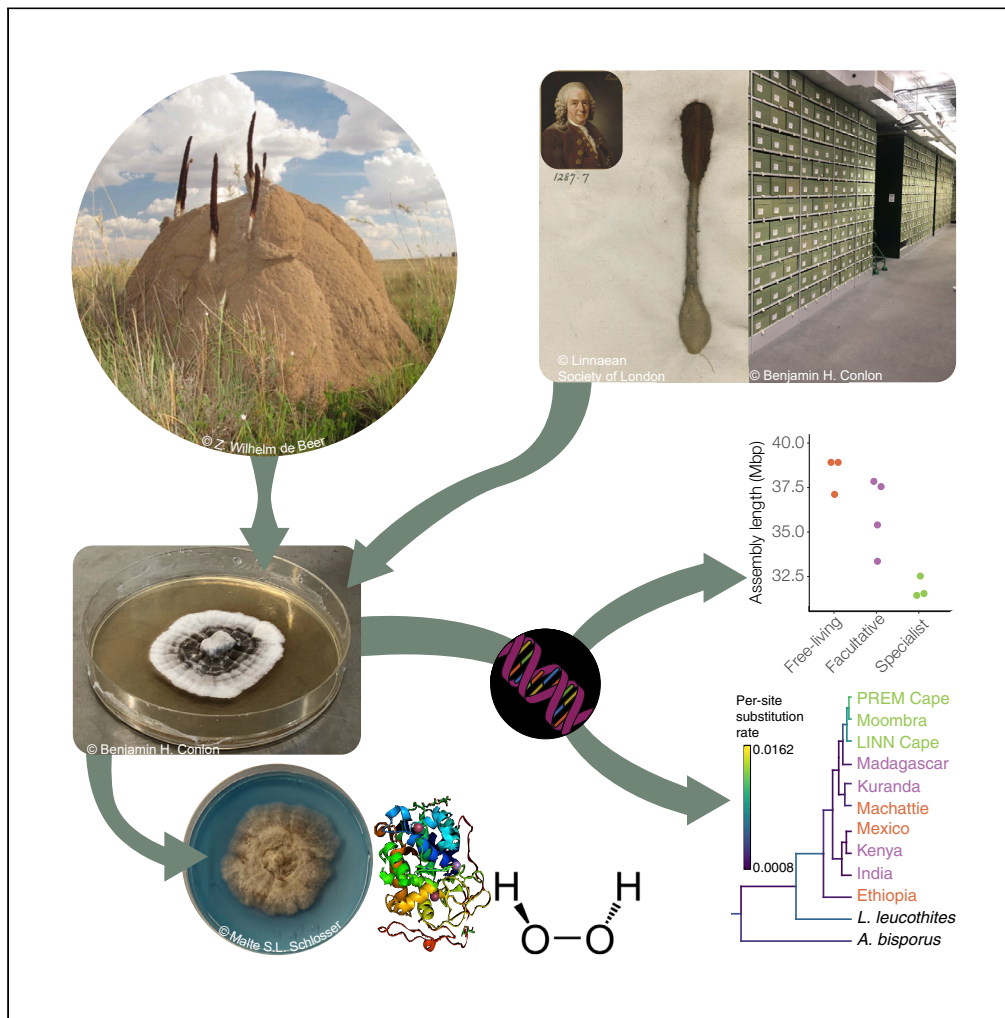 1287.7
© Z. Wilhelm de Beer
© Linnaean
Society of London
© Benjamin H. Conlon
© Benjamin H. Conlon
© Malte S.L. Schlosser
Assembly length (Mbp)
40.0
37.5
35.0
32.5
Free-living
Facultative
Specialist
Per-site
substitution
rate
0.0162
0.0008
PREM Cape
Moombra
LINN Cape
Madagascar
Kuranda
Machattie
Mexico
Kenya
India
Ethiopia
L. leucothites
A. bisporus
H
H
O
O